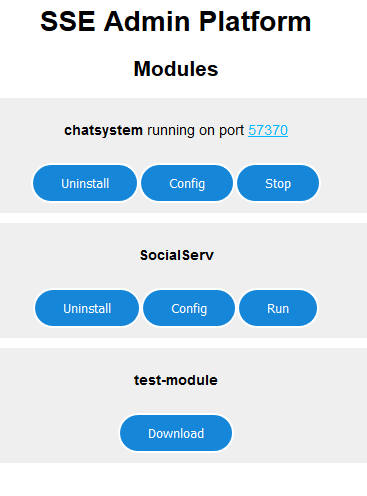 SSE Admin Platform
Modules
chatsystem running on port 57370
Uninstall Config Stop
SocialServ
Uninstall Config Run
test-module
Download